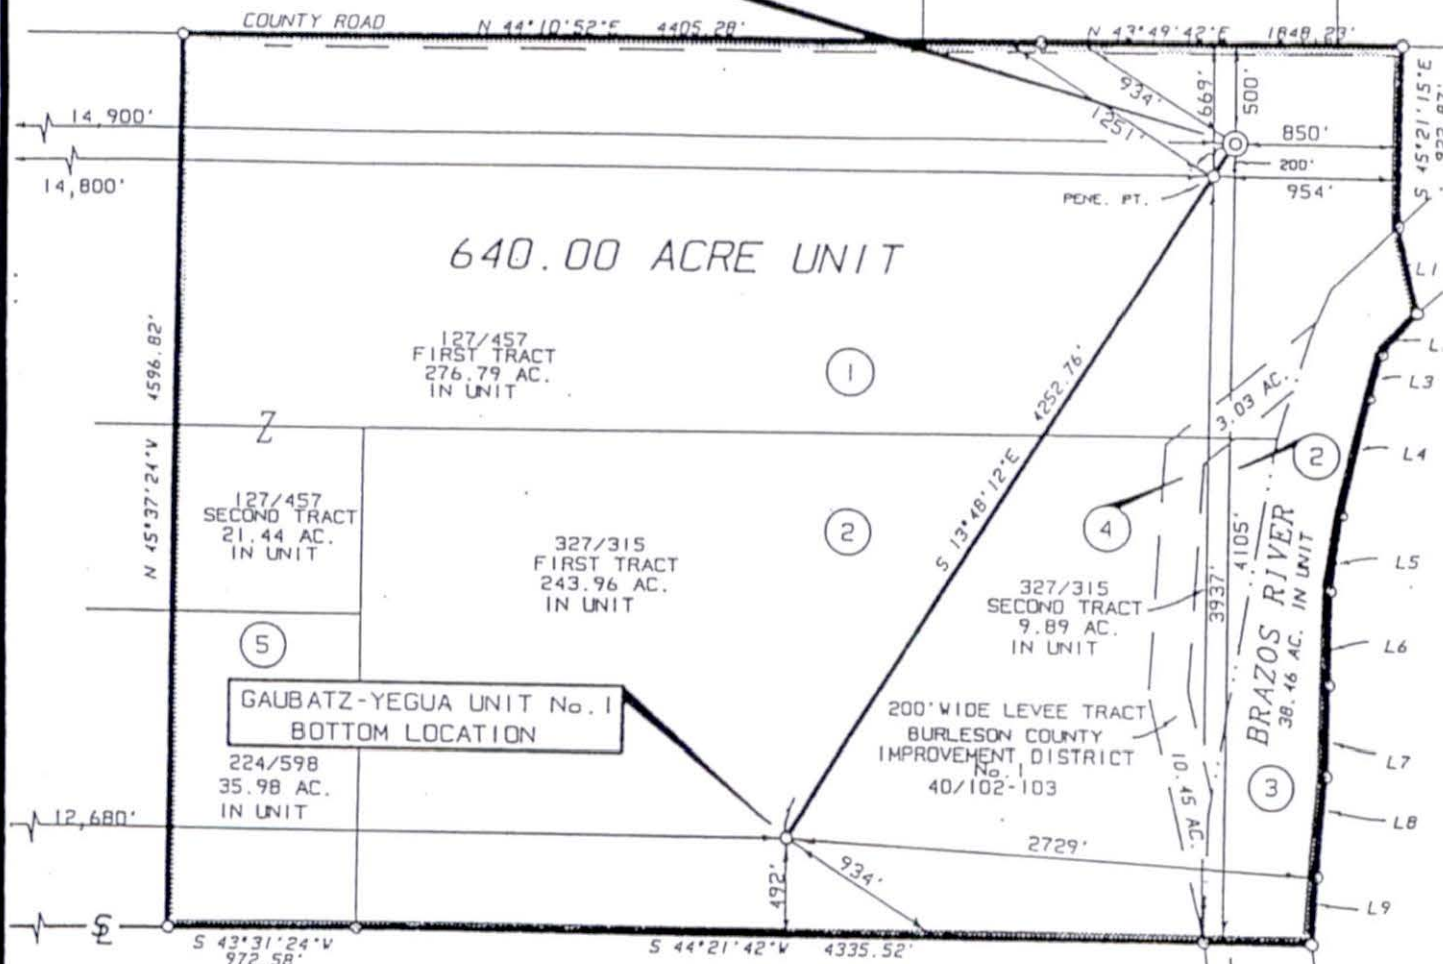 COUNTY ROAD
N 44°10'52"E 4405.28'
N 43°49'42"E 1848.23'
S 45°21'15"E
934'
669'
500'
1251'
14,900'
850'
200'
14,800'
954'
PENE. PT.
640.00 ACRE UNIT
L1
127/457
FIRST TRACT
276.79 AC.
IN UNIT
1
N 45°37'24"W 4596.82'
S 13°48'12"E 4252.76'
3.03 AC.
L3
Z
2
L4
127/457
SECOND TRACT
21.44 AC.
IN UNIT
327/315
FIRST TRACT
243.96 AC.
IN UNIT
2
4
327/315
SECOND TRACT
9.89 AC.
IN UNIT
3937'
4105'
BRAZOS RIVER
38.46 AC. IN UNIT
L5
L6
5
GAUBATZ-YEGUA UNIT No. 1
BOTTOM LOCATION
200' WIDE LEVEE TRACT
BURLESON COUNTY
IMPROVEMENT DISTRICT
No. 1
40/102-103
10.45 AC.
3
L7
224/598
35.98 AC.
IN UNIT
L8
12,680'
2729'
492'
934'
L9
S 43°31'24"W
972.58'
S 44°21'42"W 4335.52'